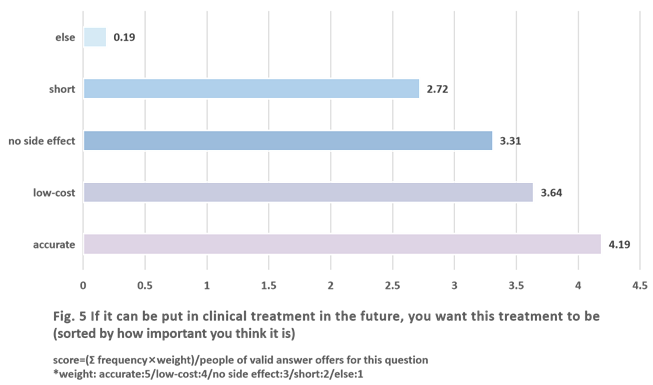 else
0.19
short
2.72
no side effect
3.31
low-cost
3.64
accurate
4.19
0 0.5 1 1.5 2 2.5 3 3.5 4 4.5
Fig. 5 If it can be put in clinical treatment in the future, you want this treatment to be
(sorted by how important you think it is)
score=(Σ frequency×weight)/people of valid answer offers for this question
*weight: accurate:5/low-cost:4/no side effect:3/short:2/else:1